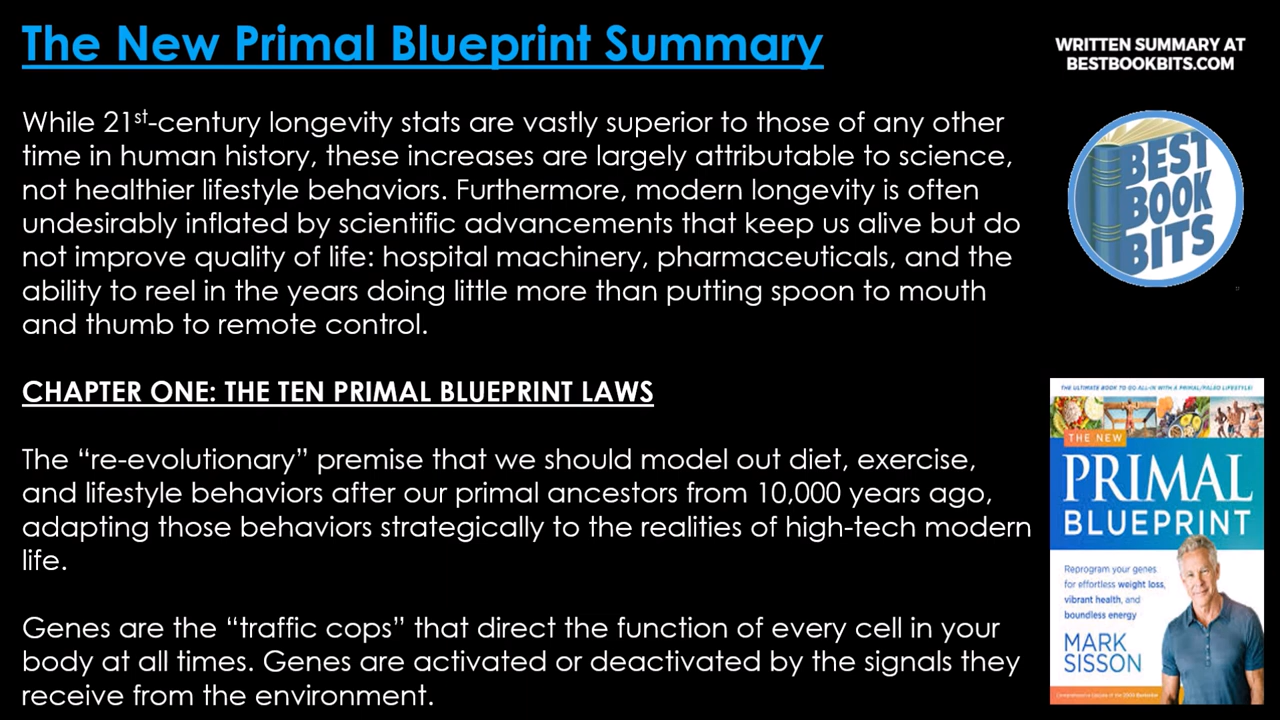 The New Primal Blueprint Summary
WRITTEN SUMMARY AT
BESTBOOKBITS.COM
While 21st-century longevity stats are vastly superior to those of any other
time in human history, these increases are largely attributable to science,
not healthier lifestyle behaviors. Furthermore, modern longevity is often
undesirably inflated by scientific advancements that keep us alive but do
not improve quality of life: hospital machinery, pharmaceuticals, and the
ability to reel in the years doing little more than putting spoon to mouth
and thumb to remote control.
BEST
BOOK
BITS
CHAPTER ONE: THE TEN PRIMAL BLUEPRINT LAWS
The “re-evolutionary” premise that we should model out diet, exercise,
and lifestyle behaviors after our primal ancestors from 10,000 years ago,
adapting those behaviors strategically to the realities of high-tech modern
life.
Genes are the “traffic cops” that direct the function of every cell in your
body at all times. Genes are activated or deactivated by the signals they
receive from the environment.
THE ULTIMATE BOOK TO GO ALL-IN WITH A PRIMAL/PALEO LIFESTYLE!
THE NEW
PRIMAL
BLUEPRINT
Reprogram your genes
for effortless weight loss,
vibrant health, and
boundless energy
MARK
SISSON